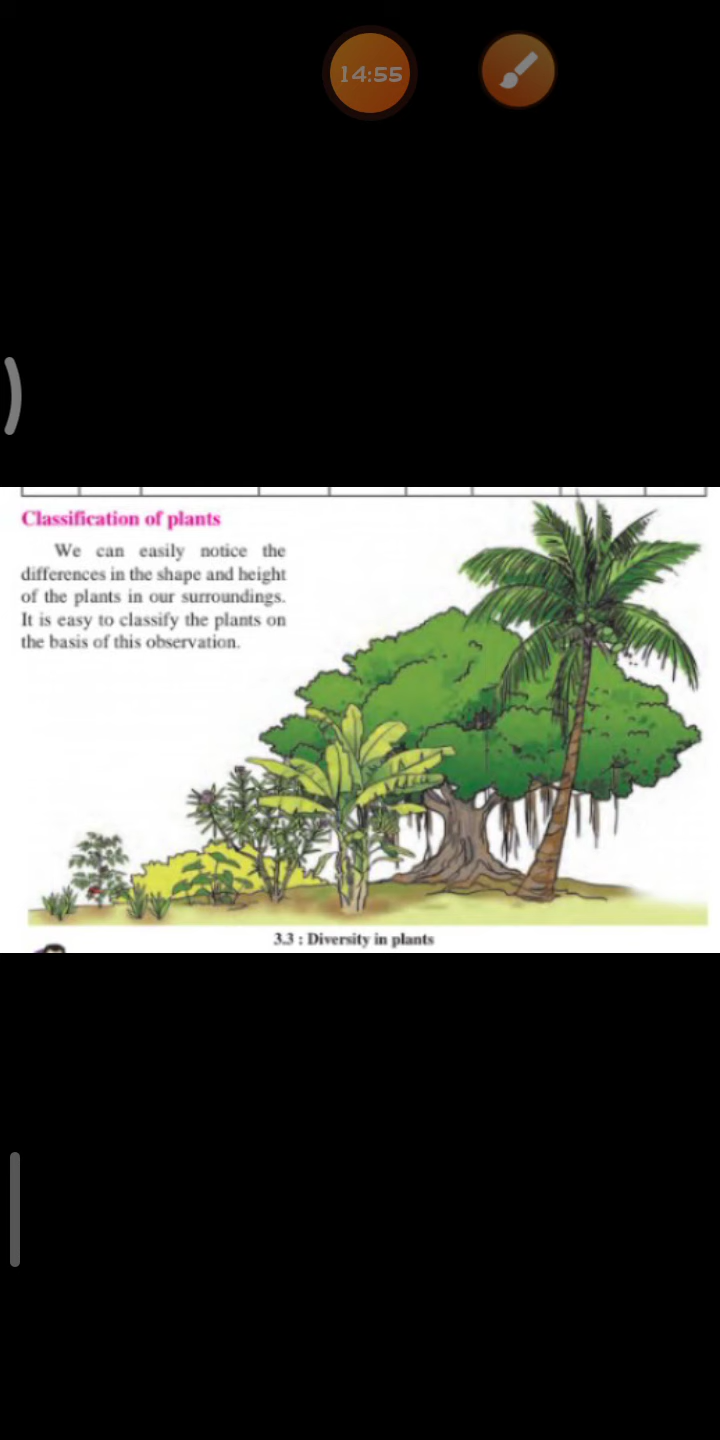 14:55
Classification of plants
We can easily notice the
differences in the shape and height
of the plants in our surroundings.
It is easy to classify the plants on
the basis of this observation.
3.3 : Diversity in plants